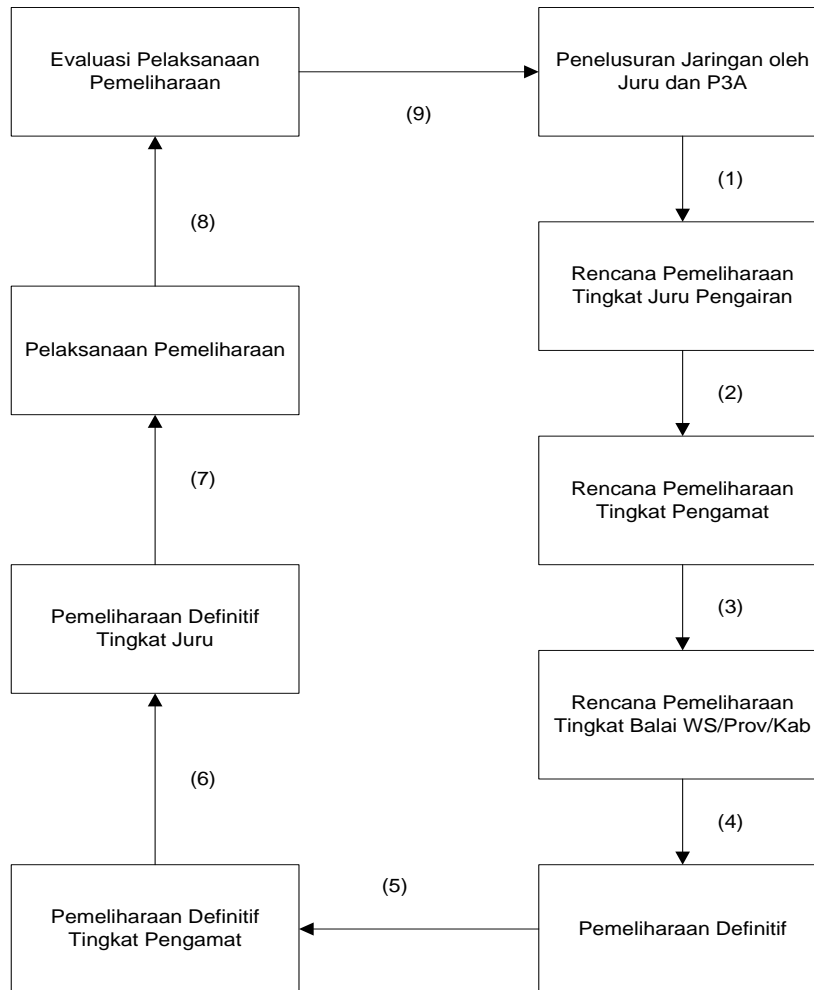 Evaluasi Pelaksanaan
Pemeliharaan
Penelusuran Jaringan oleh
Juru dan P3A
(9)
(1)
(8)
Rencana Pemeliharaan
Tingkat Juru Pengairan
Pelaksanaan Pemeliharaan
(2)
(7)
Rencana Pemeliharaan
Tingkat Pengamat
(3)
Pemeliharaan Definitif
Tingkat Juru
Rencana Pemeliharaan
Tingkat Balai WS/Prov/Kab
(6)
(4)
(5)
Pemeliharaan Definitif
Tingkat Pengamat
Pemeliharaan Definitif